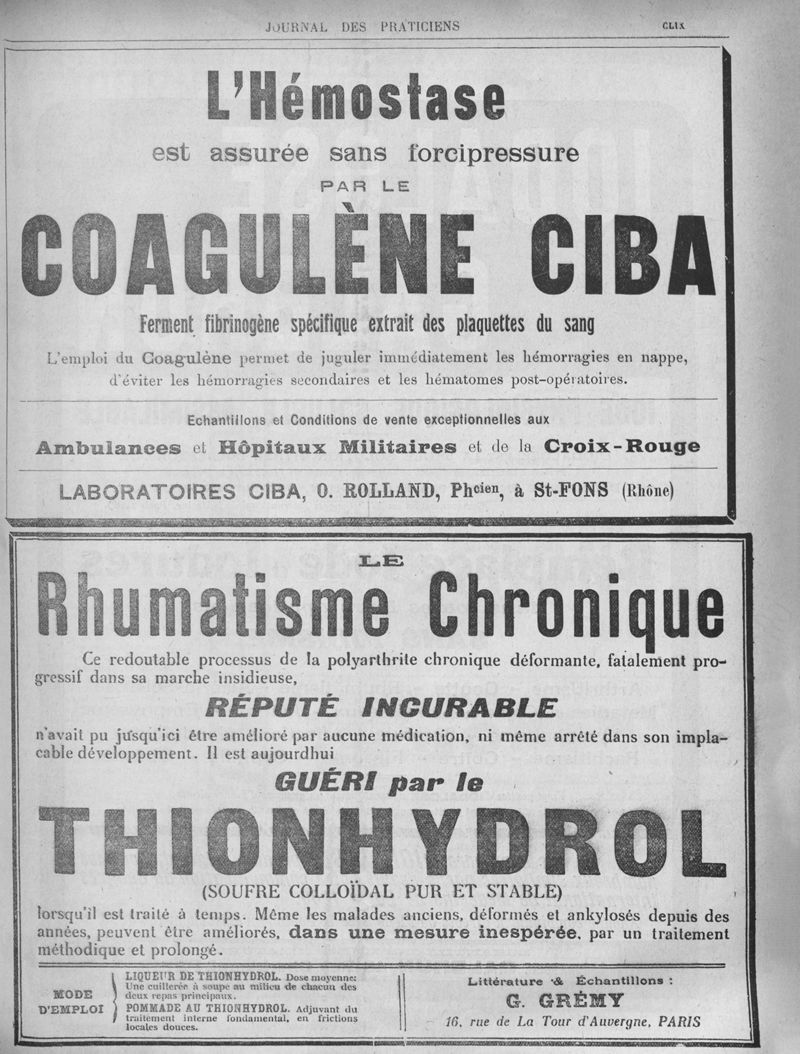 JOURNAL DES PRATICIENS
CLIX
L'Hémostase
est assurée sans forcipressure
PAR LE
COAGULÈNE CIBA
Ferment fibrinogène spécifique extrait des plaquettes du sang
L'emploi du Coagulène permet de juguler immédiatement les hémorragies en nappe,
d'éviter les hémorragies secondaires et les hématomes post-opératoires.
Echantillons et Conditions de vente exceptionnelles aux
Ambulances et Hôpitaux Militaires et de la Croix-Rouge
LABORATOIRES CIBA, O. ROLLAND, Phcien, à St-FONS (Rhône)
LE
Rhumatisme Chronique
Ce redoutable processus de la polyarthrite chronique déformante, fatalement pro-
gressif dans sa marche insidieuse,
RÉPUTÉ INCURABLE
n'avait pu jusqu'ici être amélioré par aucune médication, ni même arrêté dans son impla-
cable développement. Il est aujourd'hui
GUÉRI par le
THIONHYDROL
(SOUFRE COLLOÏDAL PUR ET STABLE)
lorsqu'il est traité à temps. Même les malades anciens, déformés et ankylosés depuis des
années, peuvent être améliorés, dans une mesure inespérée, par un traitement
méthodique et prolongé.
MODE
D'EMPLOI
LIQUEUR DE THIONHYDROL. Dose moyenne:
Une cuillerée à soupe au milieu de chacun des
deux repas principaux.
POMMADE AU THIONHYDROL. Adjuvant du
traitement interne fondamental, en frictions
locales douces.
Littérature & Échantillons :
G. GRÉMY
16, rue de La Tour d'Auvergne, PARIS